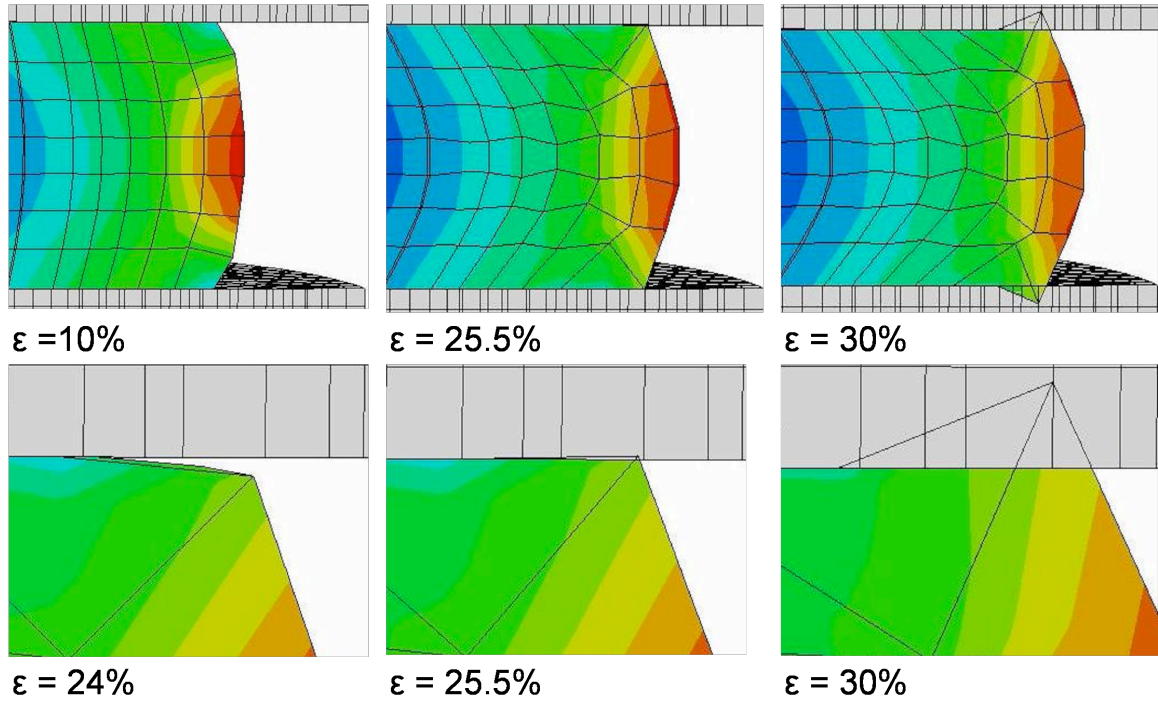 ε =10%
ε = 25.5%
ε = 30%
ε = 24%
ε = 25.5%
ε = 30%